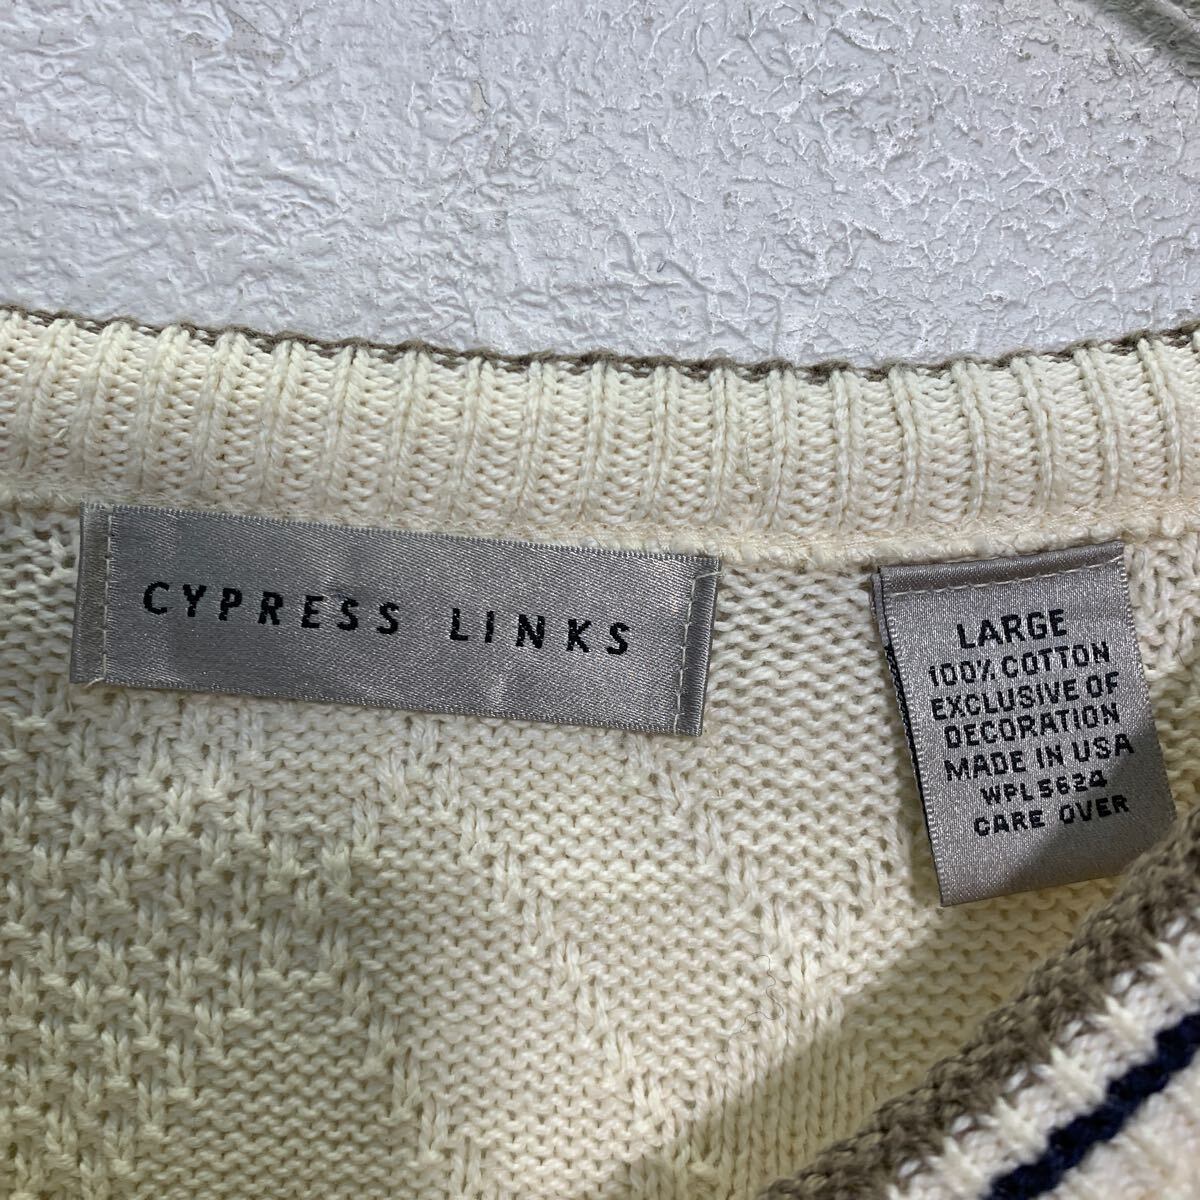 CYPRESS LINKS
LARGE
100% COTTON
EXCLUSIVE OF
DECORATION
MADE IN USA
WPL 5624
CARE OVER